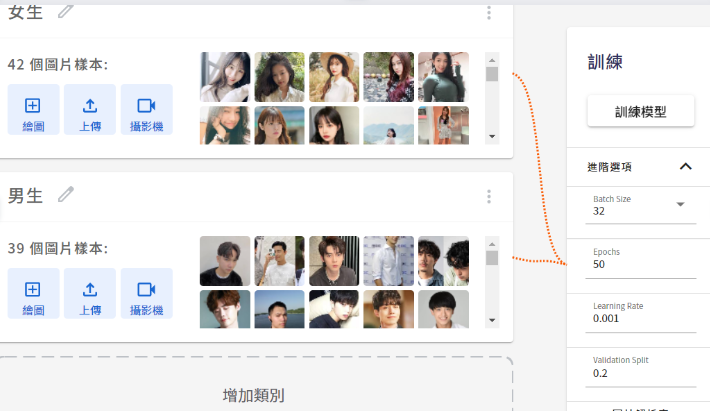 女生
42 個圖片樣本:
繪圖
上傳
攝影機
男生
39 個圖片樣本:
繪圖
上傳
攝影機
增加類別
訓練
訓練模型
進階選項
Batch Size
32
Epochs
50
Learning Rate
0.001
Validation Split
0.2